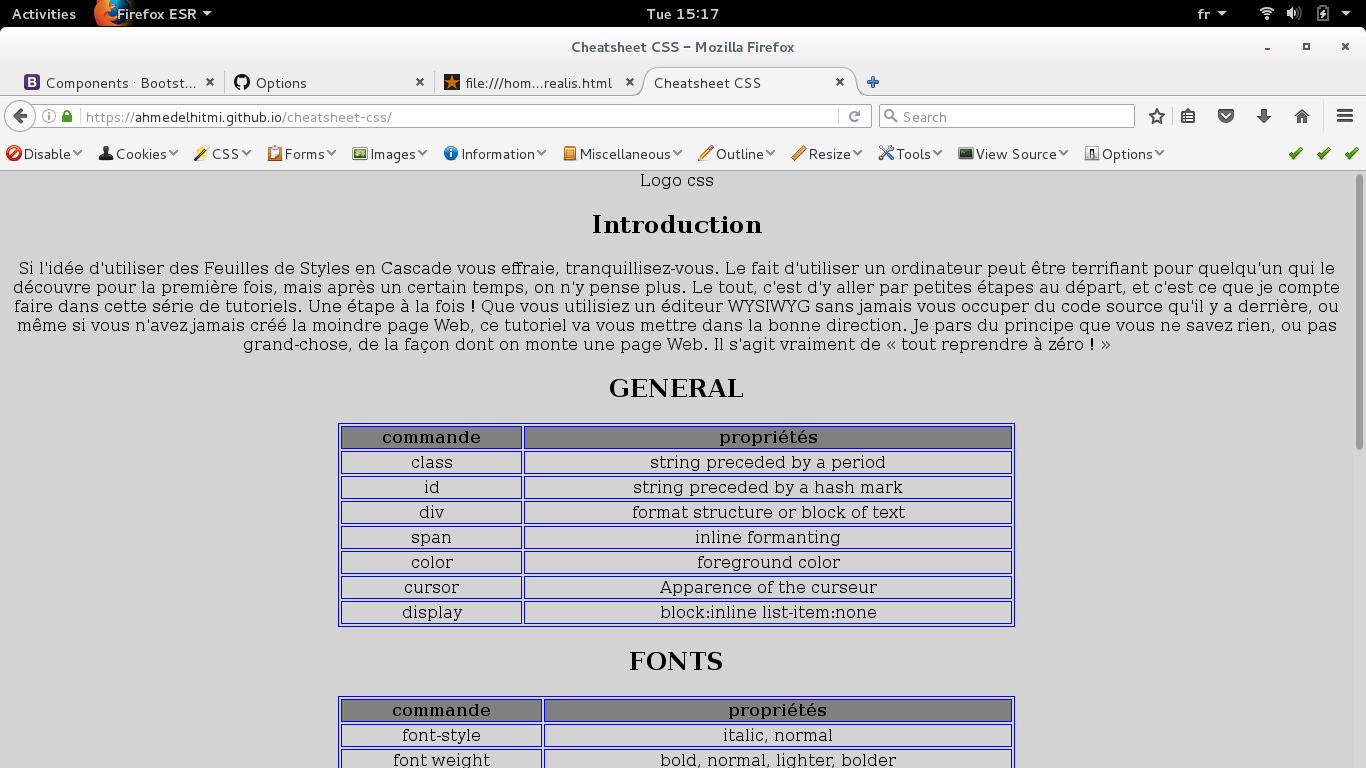 Activities Firefox ESR Tue 15:17 fr
Cheatsheet CSS – Mozilla Firefox
Components · Bootst... Options file:///hom...realis.html Cheatsheet CSS
https://ahmedelhitmi.github.io/cheatsheet-css/ Search
Disable Cookies CSS Forms Images Information Miscellaneous Outline Resize Tools View Source Options
Logo css
Introduction
Si l'idée d'utiliser des Feuilles de Styles en Cascade vous effraie, tranquillisez-vous. Le fait d'utiliser un ordinateur peut être terrifiant pour quelqu'un qui le
découvre pour la première fois, mais après un certain temps, on n'y pense plus. Le tout, c'est d'y aller par petites étapes au départ, et c'est ce que je compte
faire dans cette série de tutoriels. Une étape à la fois ! Que vous utilisiez un éditeur WYSIWYG sans jamais vous occuper du code source qu'il y a derrière, ou
même si vous n'avez jamais créé la moindre page Web, ce tutoriel va vous mettre dans la bonne direction. Je pars du principe que vous ne savez rien, ou pas
grand-chose, de la façon dont on monte une page Web. Il s'agit vraiment de « tout reprendre à zéro ! »
GENERAL
commande propriétés
class string preceded by a period
id string preceded by a hash mark
div format structure or block of text
span inline formanting
color foreground color
cursor Apparence of the curseur
display block:inline list-item:none
FONTS
commande propriétés
font-style italic, normal
font weight bold, normal, lighter, bolder